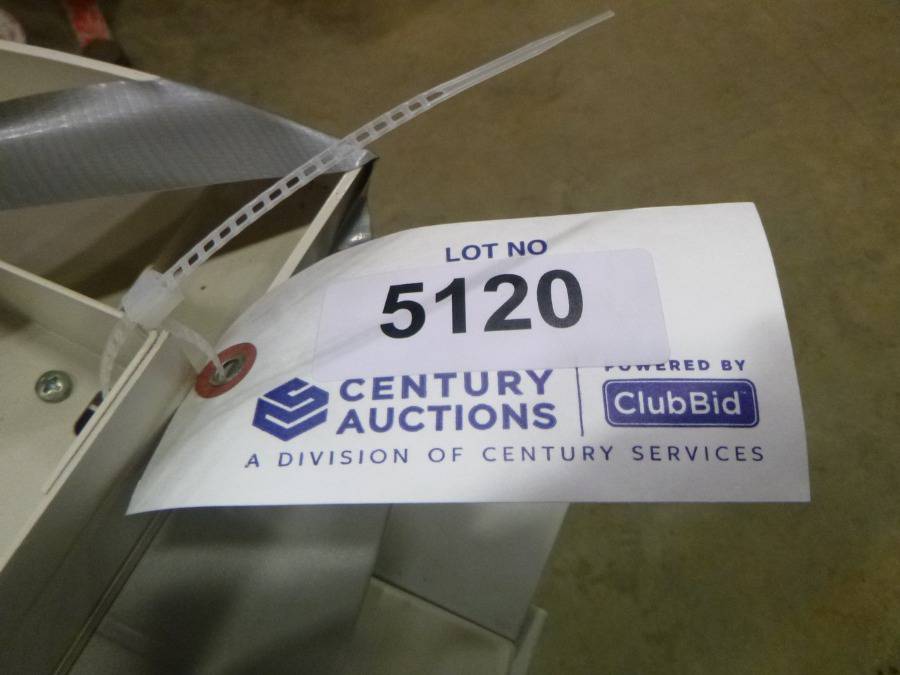 LOT NO
5120
CENTURY
AUCTIONS
POWERED BY
ClubBid
A DIVISION OF CENTURY SERVICES